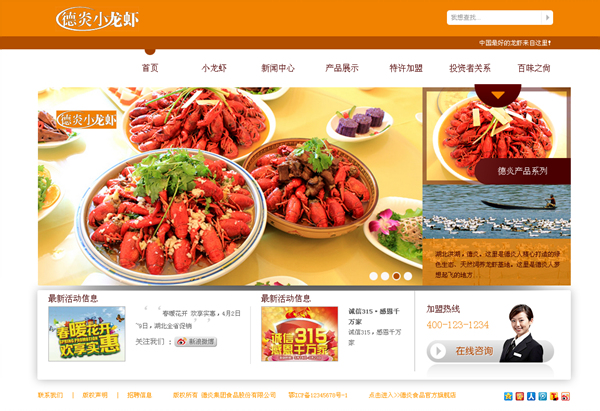 德炎小龙虾
我想查找...
中国最好的龙虾来自这里!
首页 小龙虾 新闻中心 产品展示 特许加盟 投资者关系 百味之尚
德炎小龙虾
德炎产品系列
湖北洪湖，德炎。这里是德炎人精心打造的绿
色生态、天然饲养龙虾基地。这里是德炎人梦
想起飞的地方
最新活动信息
春暖花开
SPRING PROMOTION
欢享实惠
春暖花开 欢享实惠，4月2日
~9日，湖北全省促销
关注我们： 新浪微博
最新活动信息
诚信315
感恩千万家
诚信315・感恩千
万家
诚信315，感恩千万家
加盟热线
400-123-1234
在线咨询
联系我们 | 版权声明 | 招聘信息 版权所有 德炎集团食品股份有限公司 鄂ICP备12345678号-1 点击进入>>德炎食品官方旗舰店